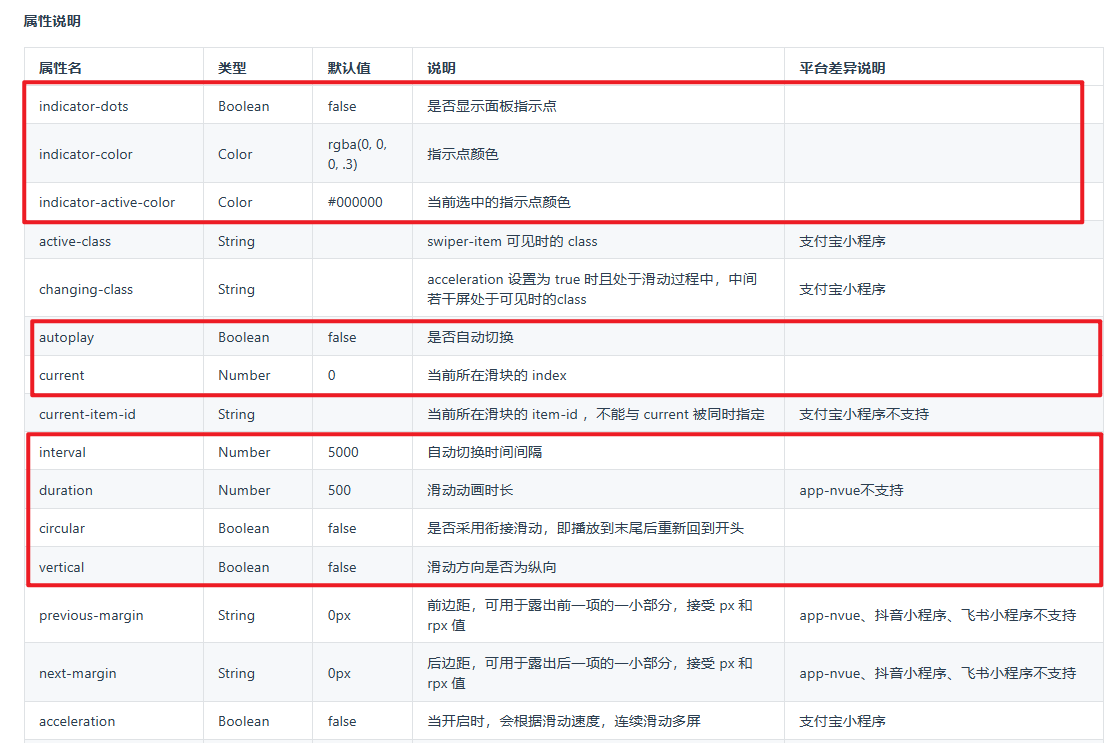 属性说明
属性名 类型 默认值 说明 平台差异说明
indicator-dots Boolean false 是否显示面板指示点
indicator-color Color rgba(0, 0, 0, .3) 指示点颜色
indicator-active-color Color #000000 当前选中的指示点颜色
active-class String swiper-item 可见时的 class 支付宝小程序
changing-class String acceleration 设置为 true 时且处于滑动过程中，中间若干屏处于可见时的class 支付宝小程序
autoplay Boolean false 是否自动切换
current Number 0 当前所在滑块的 index
current-item-id String 当前所在滑块的 item-id ，不能与 current 被同时指定 支付宝小程序不支持
interval Number 5000 自动切换时间间隔
duration Number 500 滑动动画时长 app-nvue不支持
circular Boolean false 是否采用衔接滑动，即播放到末尾后重新回到开头
vertical Boolean false 滑动方向是否为纵向
previous-margin String 0px 前边距，可用于露出前一项的一小部分，接受 px 和 rpx 值 app-nvue、抖音小程序、飞书小程序不支持
next-margin String 0px 后边距，可用于露出后一项的一小部分，接受 px 和 rpx 值 app-nvue、抖音小程序、飞书小程序不支持
acceleration Boolean false 当开启时，会根据滑动速度，连续滑动多屏 支付宝小程序